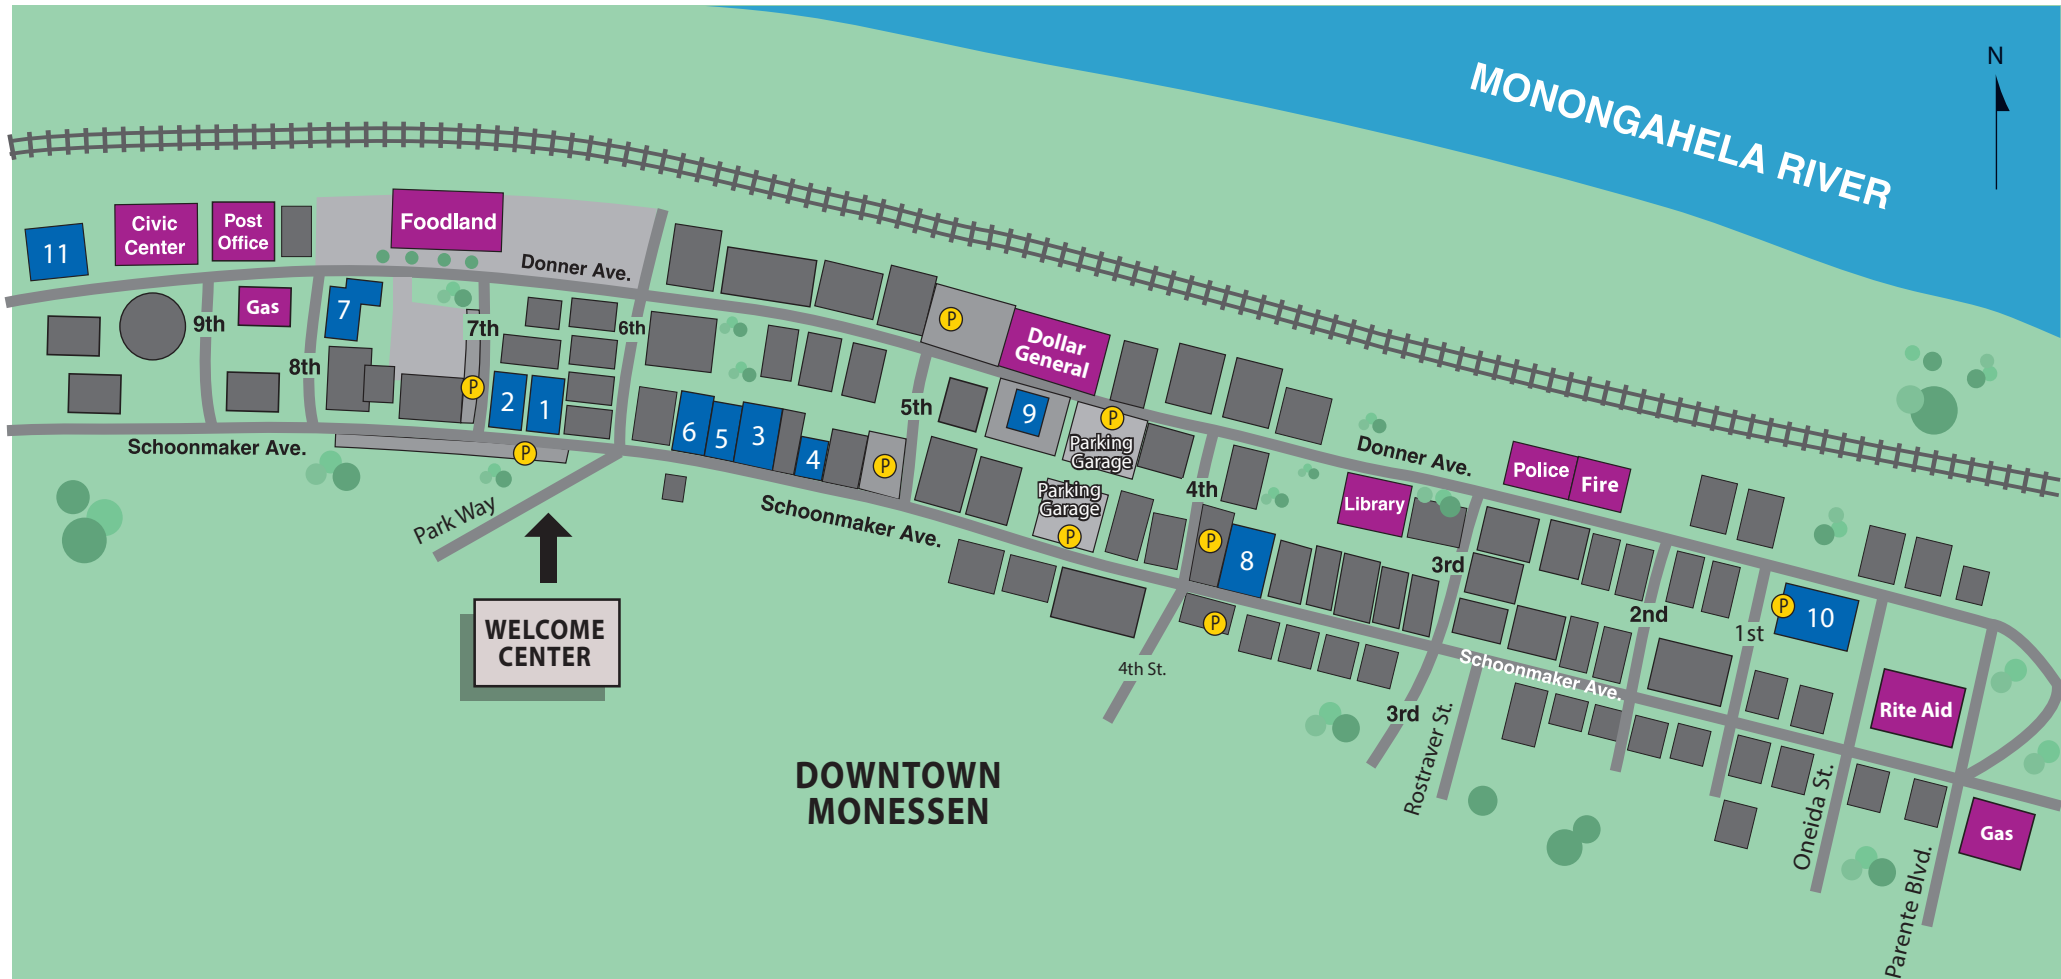 N
MONONGAHELA RIVER
11
Civic
Center
Post
Office
Foodland
Donner Ave.
Gas
7
9th
8th
7th
6th
P
2
1
P
Schoonmaker Ave.
Park Way
WELCOME
CENTER
6
5
3
4
P
5th
P
Dollar
General
9
P
Parking
Garage
Parking
Garage
P
Schoonmaker Ave.
4th
P
8
P
4th St.
Donner Ave.
Library
Police
Fire
3rd
3rd
Rostraver St.
Schoonmaker Ave.
2nd
1st
P
10
Rite Aid
Oneida St.
Parente Blvd.
Gas
DOWNTOWN
MONESSEN